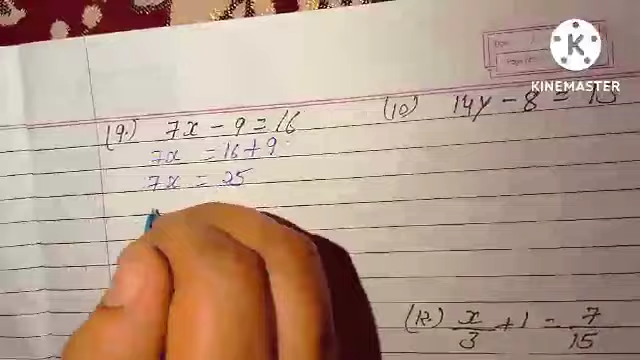 KINEMASTER
(9.) 7x - 9 = 16
7x = 16 + 9
7x = 25
(10) 14y - 8 = 13
(12.) x/3 + 1 = 7/15